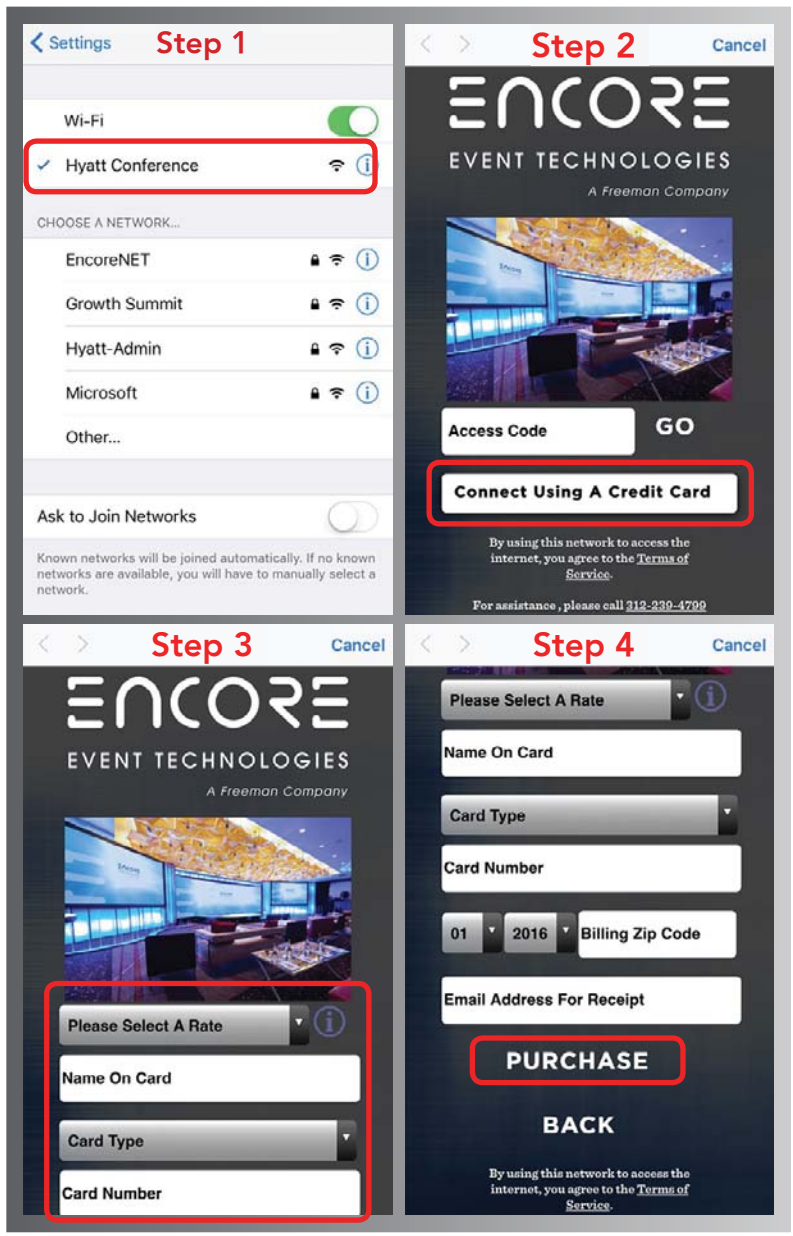 Settings
Step 1
Wi-Fi
Hyatt Conference
CHOOSE A NETWORK...
EncoreNET
Growth Summit
Hyatt-Admin
Microsoft
Other...
Ask to Join Networks
Known networks will be joined automatically. If no known
networks are available, you will have to manually select a
network.
Step 2
Cancel
ENCORE
EVENT TECHNOLOGIES
A Freeman Company
Access Code
GO
Connect Using A Credit Card
By using this network to access the
internet, you agree to the Terms of
Service.
For assistance , please call 312-239-4799
Step 3
Cancel
ENCORE
EVENT TECHNOLOGIES
A Freeman Company
Please Select A Rate
Name On Card
Card Type
Card Number
Step 4
Cancel
Please Select A Rate
Name On Card
Card Type
Card Number
01
2016
Billing Zip Code
Email Address For Receipt
PURCHASE
BACK
By using this network to access the
internet, you agree to the Terms of
Service.